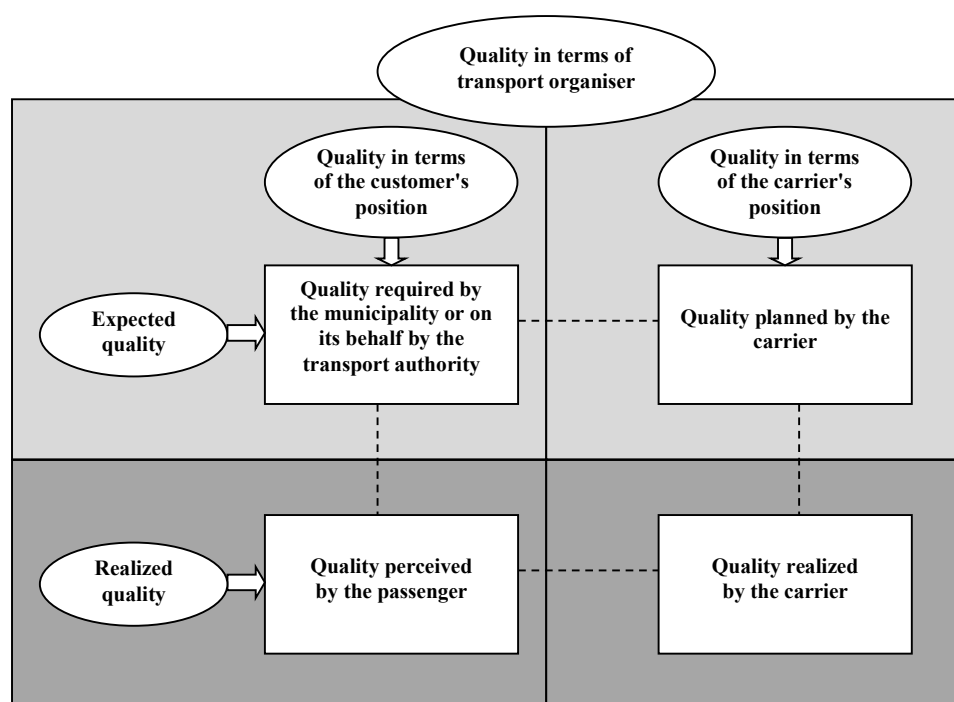 Quality in terms of
transport organiser
Quality in terms
of the customer's
position
Quality in terms
of the carrier's
position
Expected
quality
Quality required by
the municipality or on
its behalf by the
transport authority
Quality planned by the
carrier
Realized
quality
Quality perceived
by the passenger
Quality realized
by the carrier